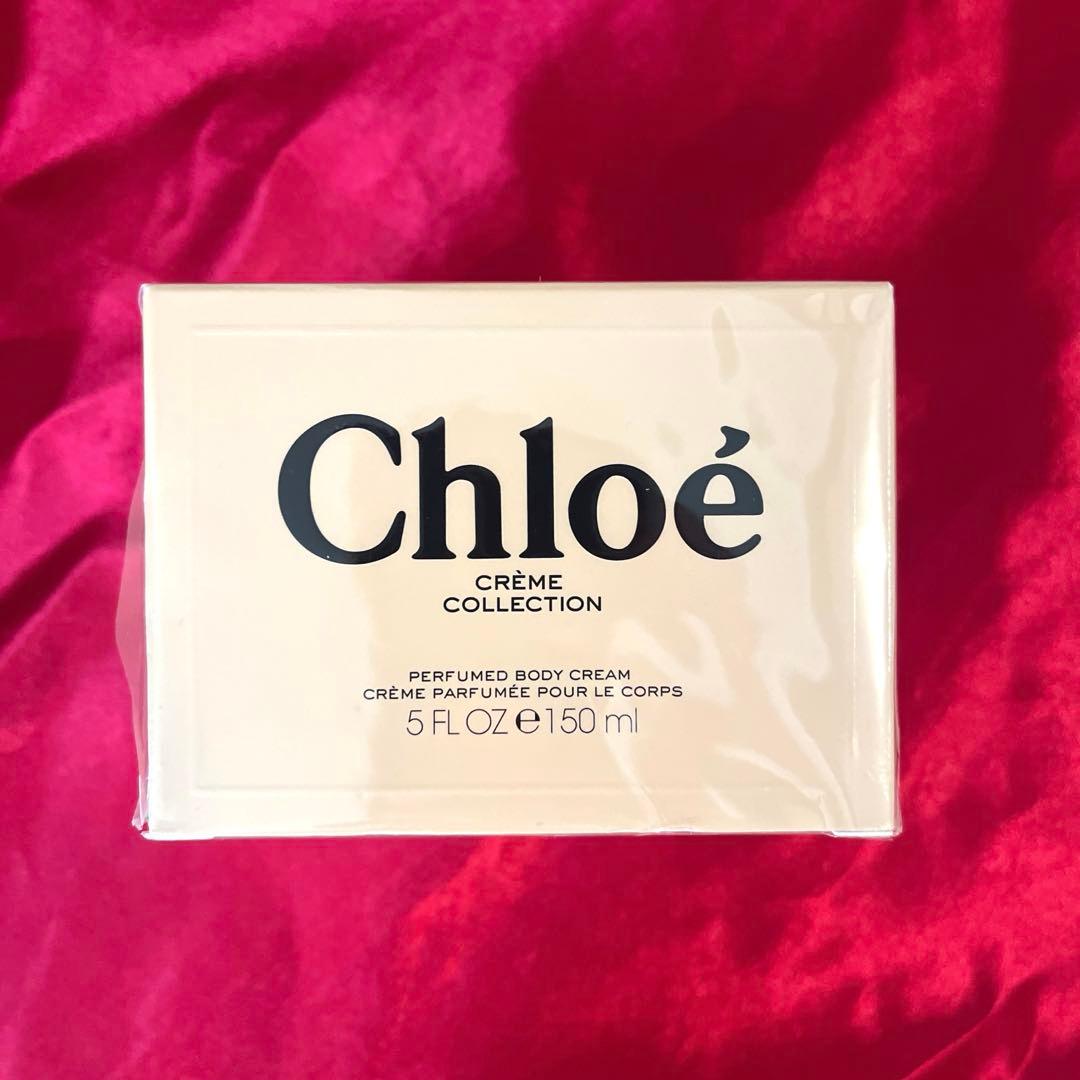 Chloé
CRÈME
COLLECTION
PERFUMED BODY CREAM
CRÈME PARFUMÉE POUR LE CORPS
5 FL OZ ℮ 150 ml